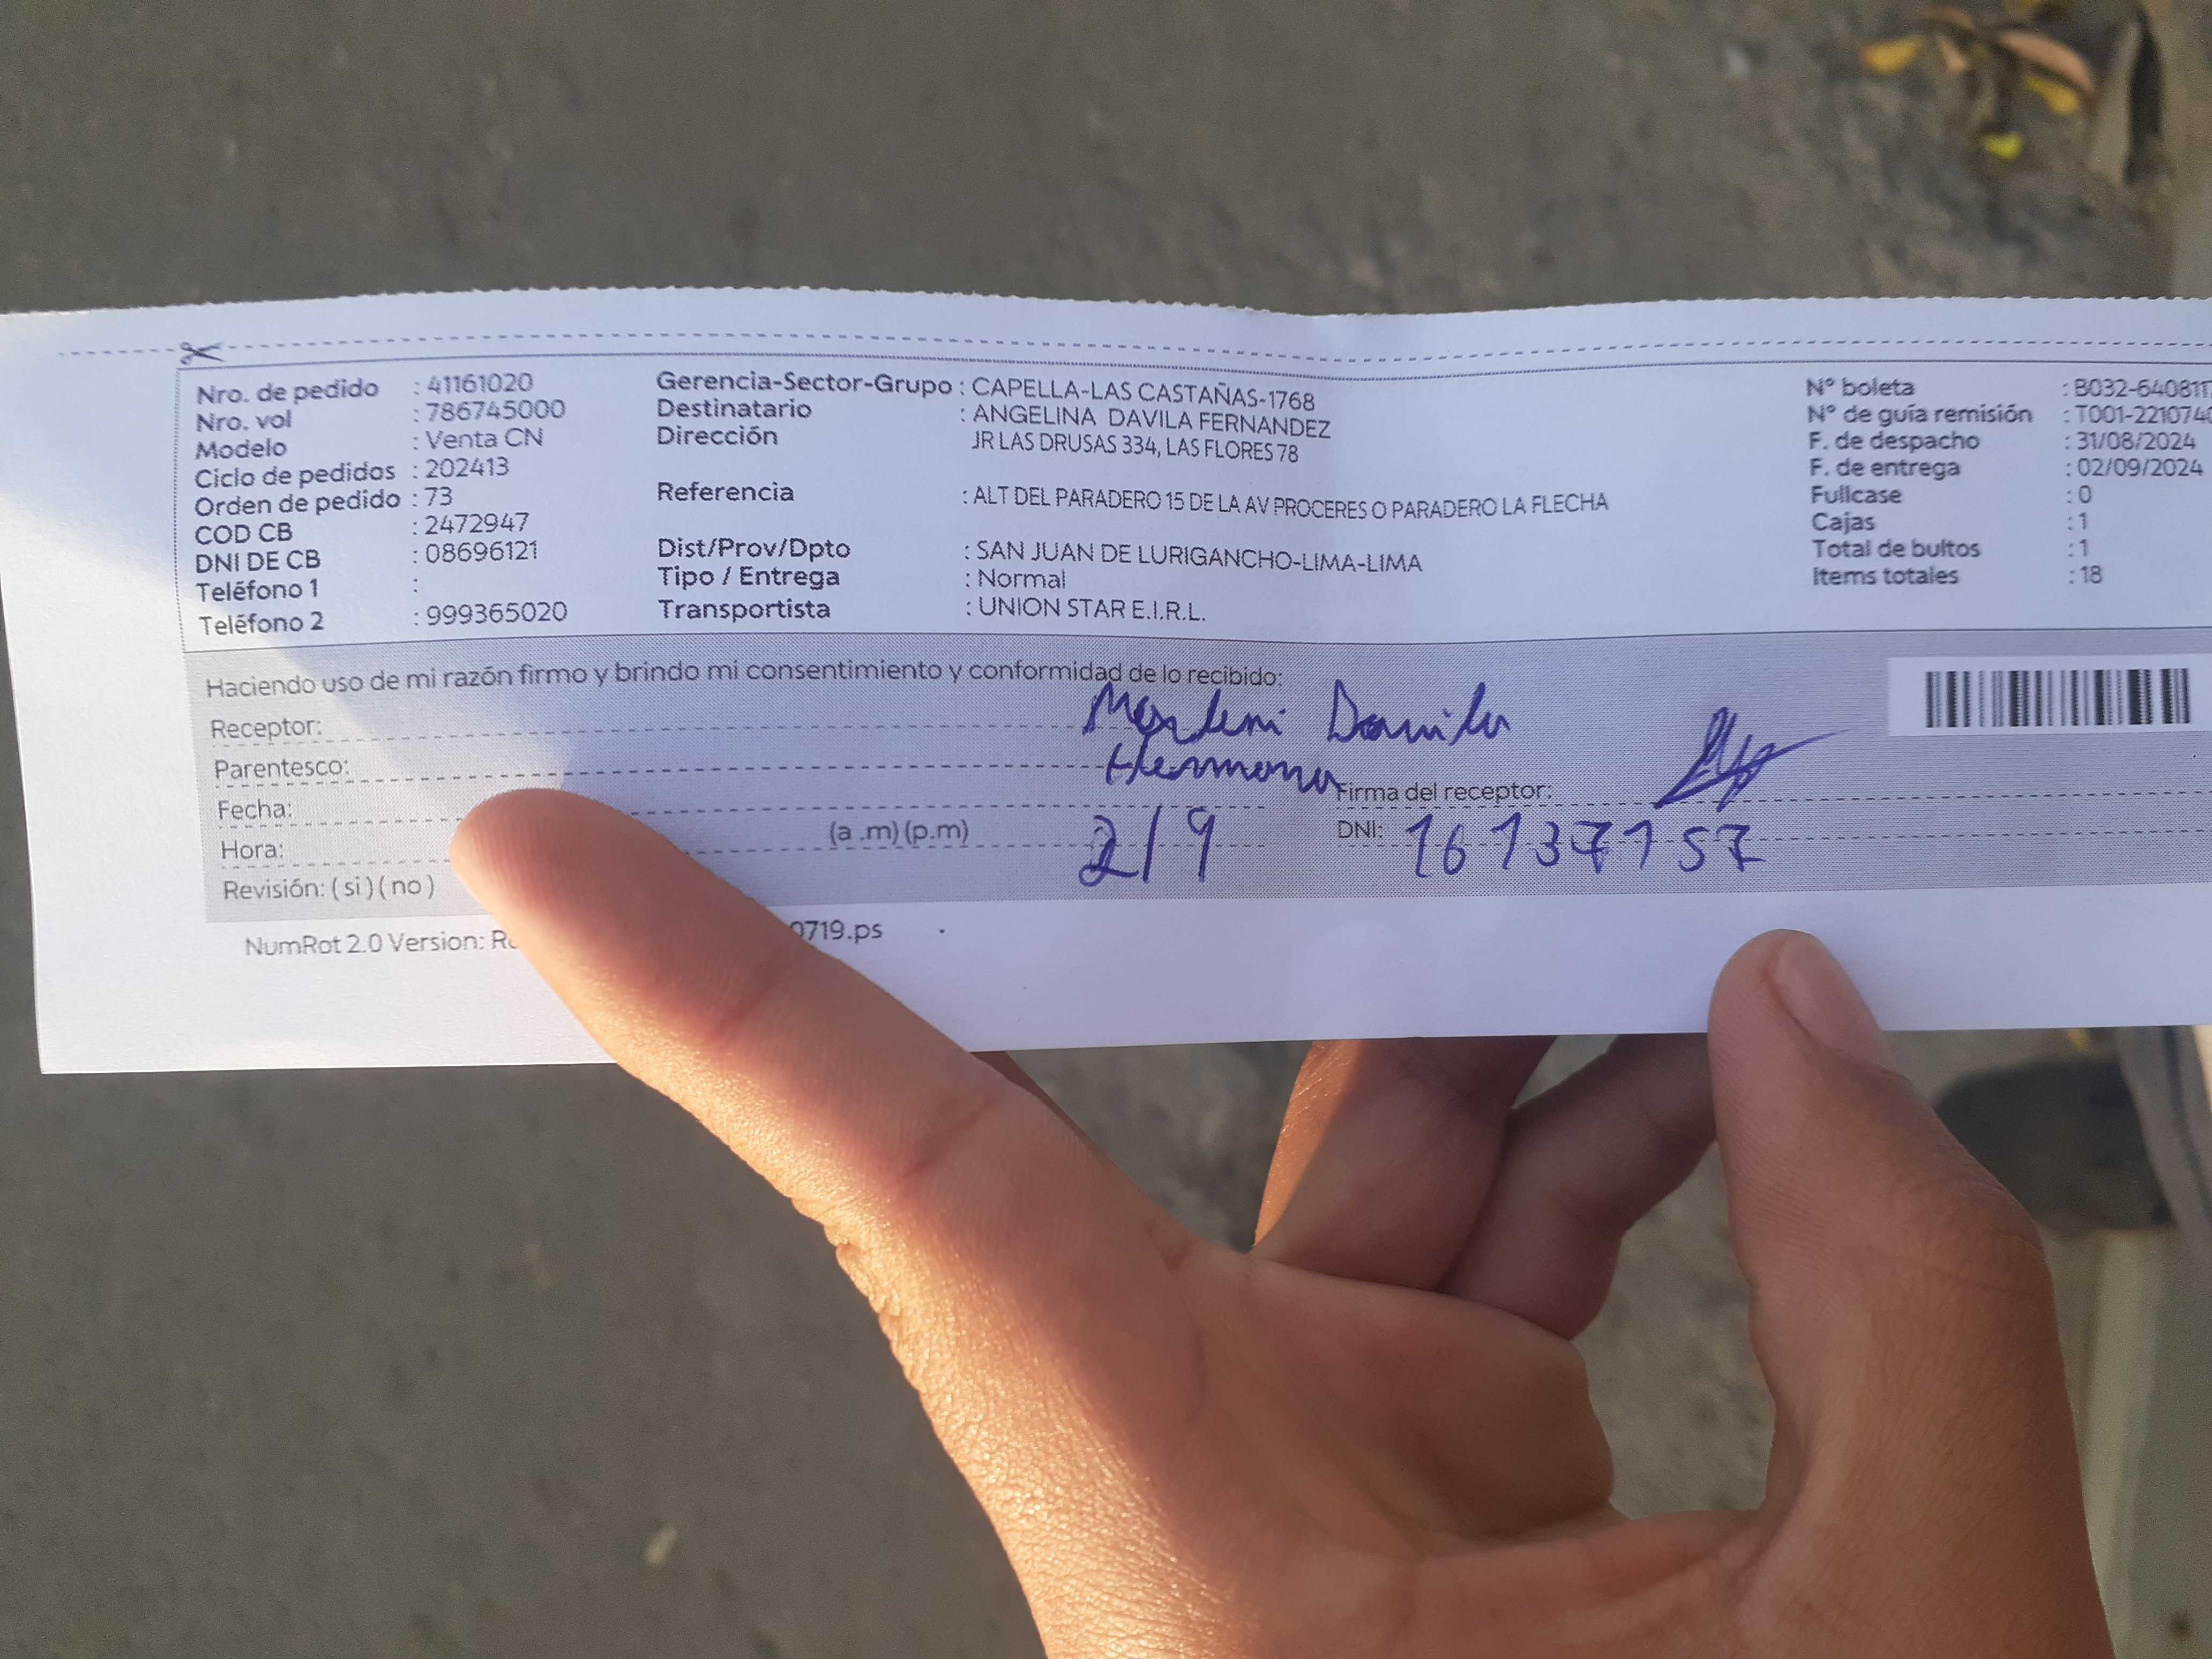 Nro. de pedido : 41161020
Nro. vol : 786745000
Modelo : Venta CN
Ciclo de pedidos : 202413
Orden de pedido : 73
COD CB : 2472947
DNI DE CB : 08696121
Teléfono 1 :
Teléfono 2 : 999365020
Gerencia-Sector-Grupo : CAPELLA-LAS CASTAÑAS-1768
Destinatario : ANGELINA DAVILA FERNANDEZ
Dirección JR LAS DRUSAS 334, LAS FLORES 78
Referencia : ALT DEL PARADERO 15 DE LA AV PROCERES O PARADERO LA FLECHA
Dist/Prov/Dpto : SAN JUAN DE LURIGANCHO-LIMA-LIMA
Tipo / Entrega : Normal
Transportista : UNION STAR E.I.R.L.
N° boleta : B032-640811
N° de guía remisión : T001-221074
F. de despacho : 31/08/2024
F. de entrega : 02/09/2024
Fullcase : 0
Cajas : 1
Total de bultos : 1
Items totales : 18
Haciendo uso de mi razón firmo y brindo mi consentimiento y conformidad de lo recibido:
Receptor: Marleni Davila
Parentesco: Hermana
Fecha: 2/9
Hora: (a .m) (p.m)
Revisión: ( si ) ( no )
Firma del receptor:
DNI: 161371157
NumRot 2.0 Version: 0719.ps